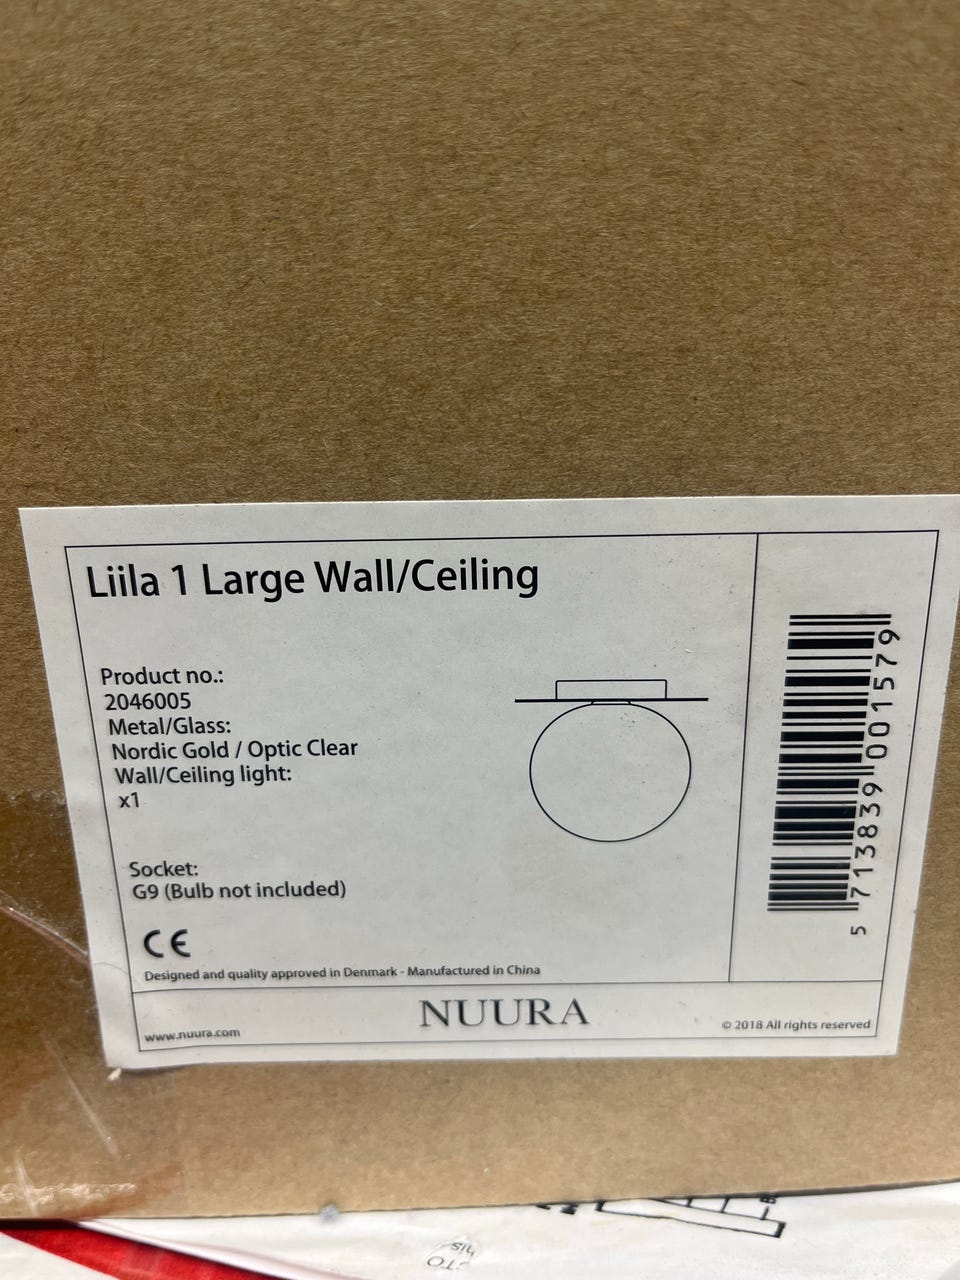 Liila 1 Large Wall/Ceiling
Product no.:
2046005
Metal/Glass:
Nordic Gold / Optic Clear
Wall/Ceiling light:
x1
Socket:
G9 (Bulb not included)
CE
Designed and quality approved in Denmark - Manufactured in China
www.nuura.com
NUURA
© 2018 All rights reserved
5 713839 001579